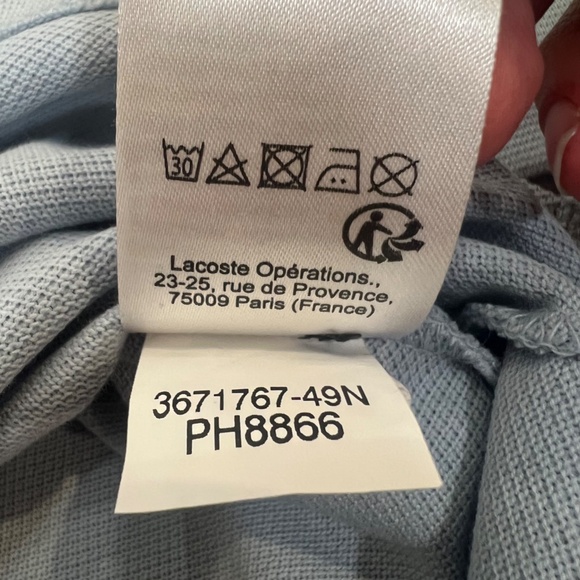 30
Lacoste Opérations.,
23-25, rue de Provence,
75009 Paris (France)
3671767-49N
PH8866